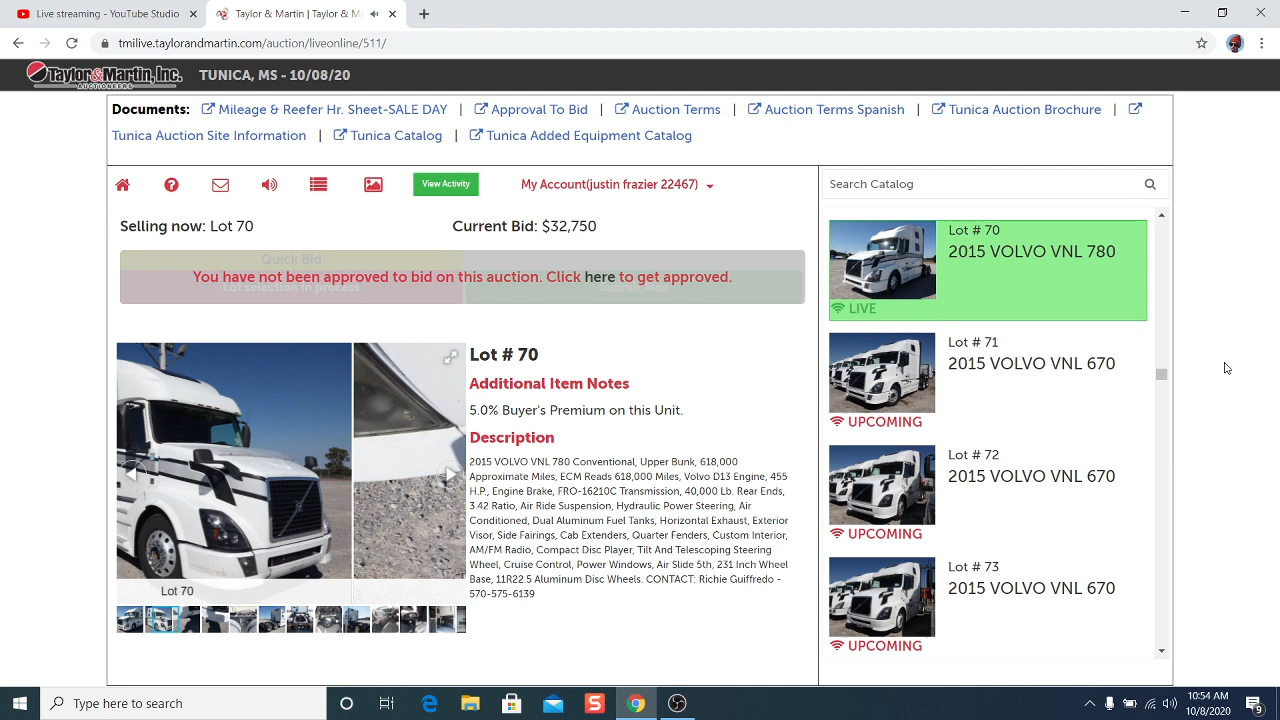 Live streaming - YouTube Studio
Taylor & Martin | Taylor & M
tmilive.taylorandmartin.com/auction/liveonline/511/
Taylor & Martin, Inc.
AUCTIONEERS
TUNICA, MS - 10/08/20
Documents: Mileage & Reefer Hr. Sheet-SALE DAY | Approval To Bid | Auction Terms | Auction Terms Spanish | Tunica Auction Brochure |
Tunica Auction Site Information | Tunica Catalog | Tunica Added Equipment Catalog
View Activity
My Account(justin frazier 22467)
Selling now: Lot 70
Current Bid: $32,750
Quick Bid
You have not been approved to bid on this auction. Click here to get approved.
Lot selection in process
Lot # 70
Additional Item Notes
5.0% Buyer's Premium on this Unit.
Description
2015 VOLVO VNL 780 Conventional, Upper Bunk, 618,000
Approximate Miles, ECM Reads 618,000 Miles, Volvo D13 Engine, 455
H.P., Engine Brake, FRO-16210C Transmission, 40,000 Lb. Rear Ends,
3.42 Ratio, Air Ride Suspension, Hydraulic Power Steering, Air
Conditioned, Dual Aluminum Fuel Tanks, Horizontal Exhaust, Exterior
Visor, Side Fairings, Cab Extenders, Quarter Fenders, Custom Interior,
AM/FM Radio, Compact Disc Player, Tilt And Telescoping Steering
Wheel, Cruise Control, Power Windows, Air Slide 5th, 231 Inch Wheel
Base, 11R22.5 Aluminum Disc Wheels. CONTACT: Richie Guiffredo -
570-575-6139
Lot 70
Search Catalog
Lot # 70
2015 VOLVO VNL 780
LIVE
Lot # 71
2015 VOLVO VNL 670
UPCOMING
Lot # 72
2015 VOLVO VNL 670
UPCOMING
Lot # 73
2015 VOLVO VNL 670
UPCOMING
Type here to search
10:54 AM
10/8/2020
9